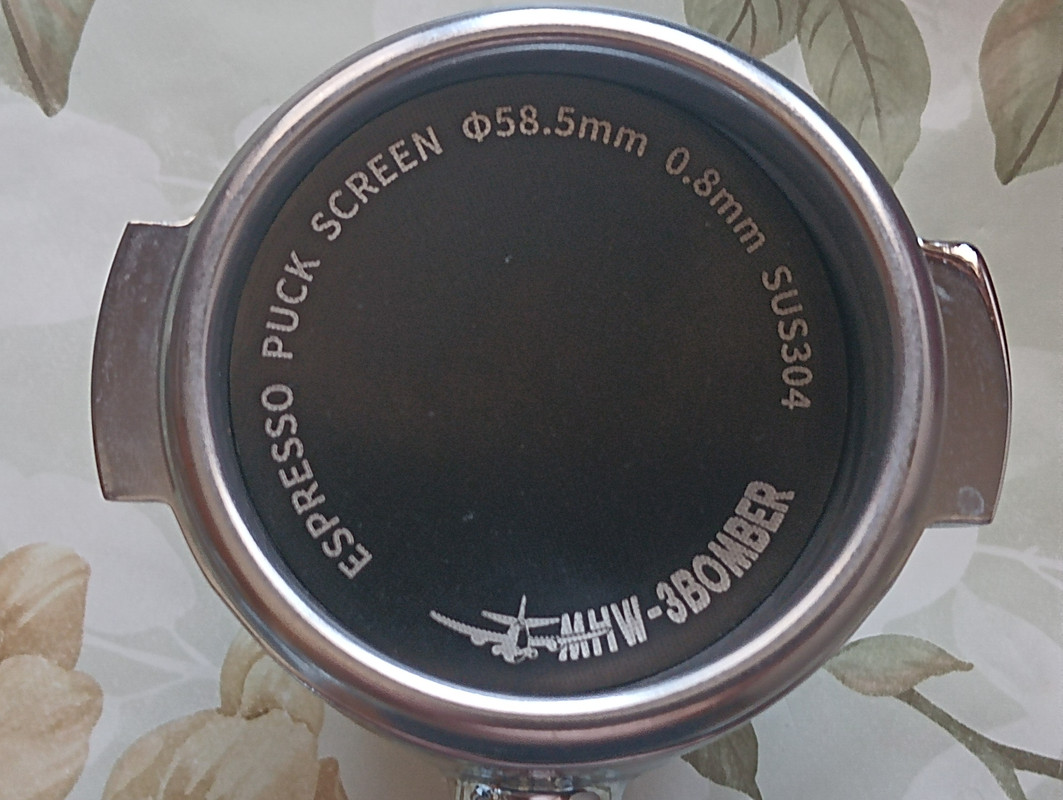 ESPRESSO PUCK SCREEN Φ58.5mm 0.8mm SUS304
MHW-3BOMBER